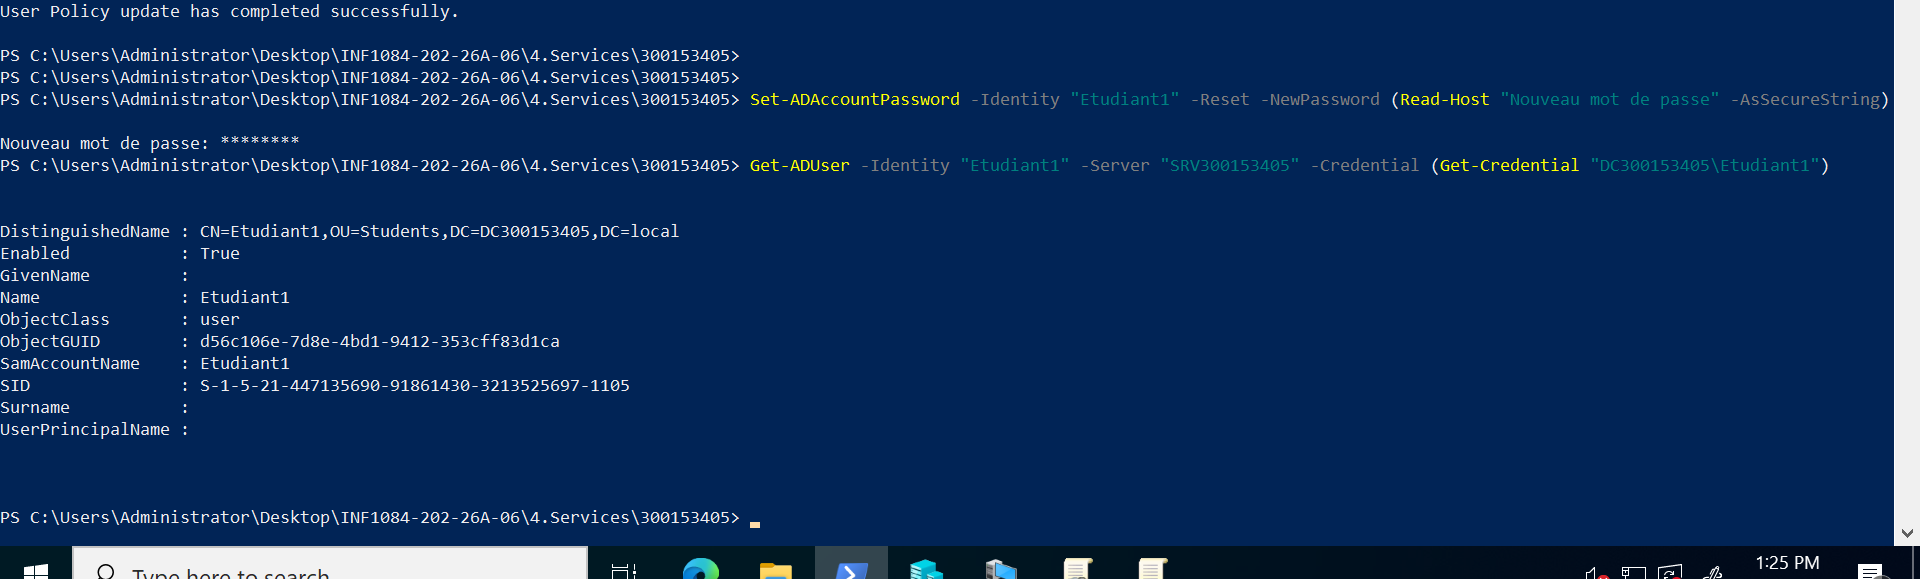 User Policy update has completed successfully.
PS C:\Users\Administrator\Desktop\INF1084-202-26A-06\4.Services\300153405>
PS C:\Users\Administrator\Desktop\INF1084-202-26A-06\4.Services\300153405>
PS C:\Users\Administrator\Desktop\INF1084-202-26A-06\4.Services\300153405> Set-ADAccountPassword -Identity "Etudiant1" -Reset -NewPassword (Read-Host "Nouveau mot de passe" -AsSecureString)
Nouveau mot de passe: ********
PS C:\Users\Administrator\Desktop\INF1084-202-26A-06\4.Services\300153405> Get-ADUser -Identity "Etudiant1" -Server "SRV300153405" -Credential (Get-Credential "DC300153405\Etudiant1")
DistinguishedName : CN=Etudiant1,OU=Students,DC=DC300153405,DC=local
Enabled           : True
GivenName         :
Name              : Etudiant1
ObjectClass       : user
ObjectGUID        : d56c106e-7d8e-4bd1-9412-353cff83d1ca
SamAccountName    : Etudiant1
SID               : S-1-5-21-447135690-91861430-3213525697-1105
Surname           :
UserPrincipalName :
PS C:\Users\Administrator\Desktop\INF1084-202-26A-06\4.Services\300153405>
Type here to search
1:25 PM